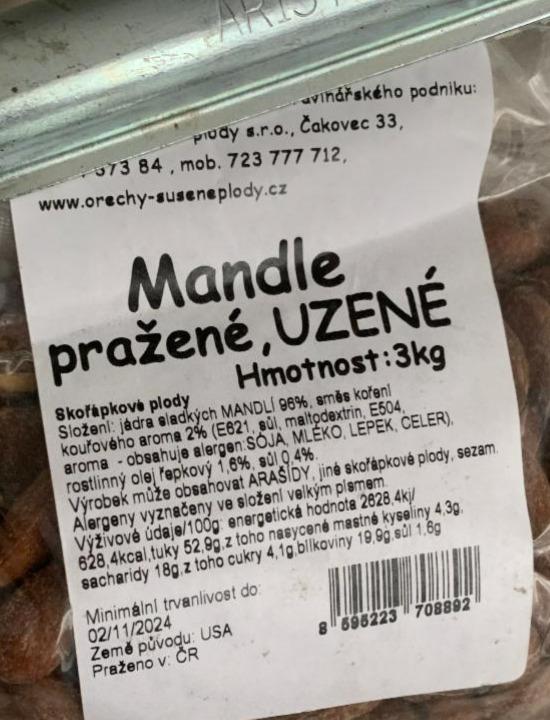 ARIS
plody s.r.o., Čakovec 33,
373 84 , mob. 723 777 712,
www.orechy-suseneplody.cz
Mandle
pražené,UZENÉ
Hmotnost:3kg
Skořápkové plody
Složení: jádra sladkých MANDLÍ 96%, směs koření
kouřového aroma 2% (E621, sůl, maltodextrin, E504,
aroma - obsahuje alergen:SÓJA, MLÉKO, LEPEK, CELER),
rostlinný olej řepkový 1,6%, sůl 0,4%.
Výrobek může obsahovat ARAŠÍDY, jiné skořápkové plody, sezam.
Alergeny vyznačeny ve složení velkým písmem.
Výživové údaje/100g: energetická hodnota 2628,4kj/
628,4kcal,tuky 52,9g,z toho nasycené mastné kyseliny 4,3g,
sacharidy 18g,z toho cukry 4,1g,bílkoviny 19,9g,sůl 1,6g
Minimální trvanlivost do:
02/11/2024
Země původu: USA
Praženo v: ČR
8 595223 708892